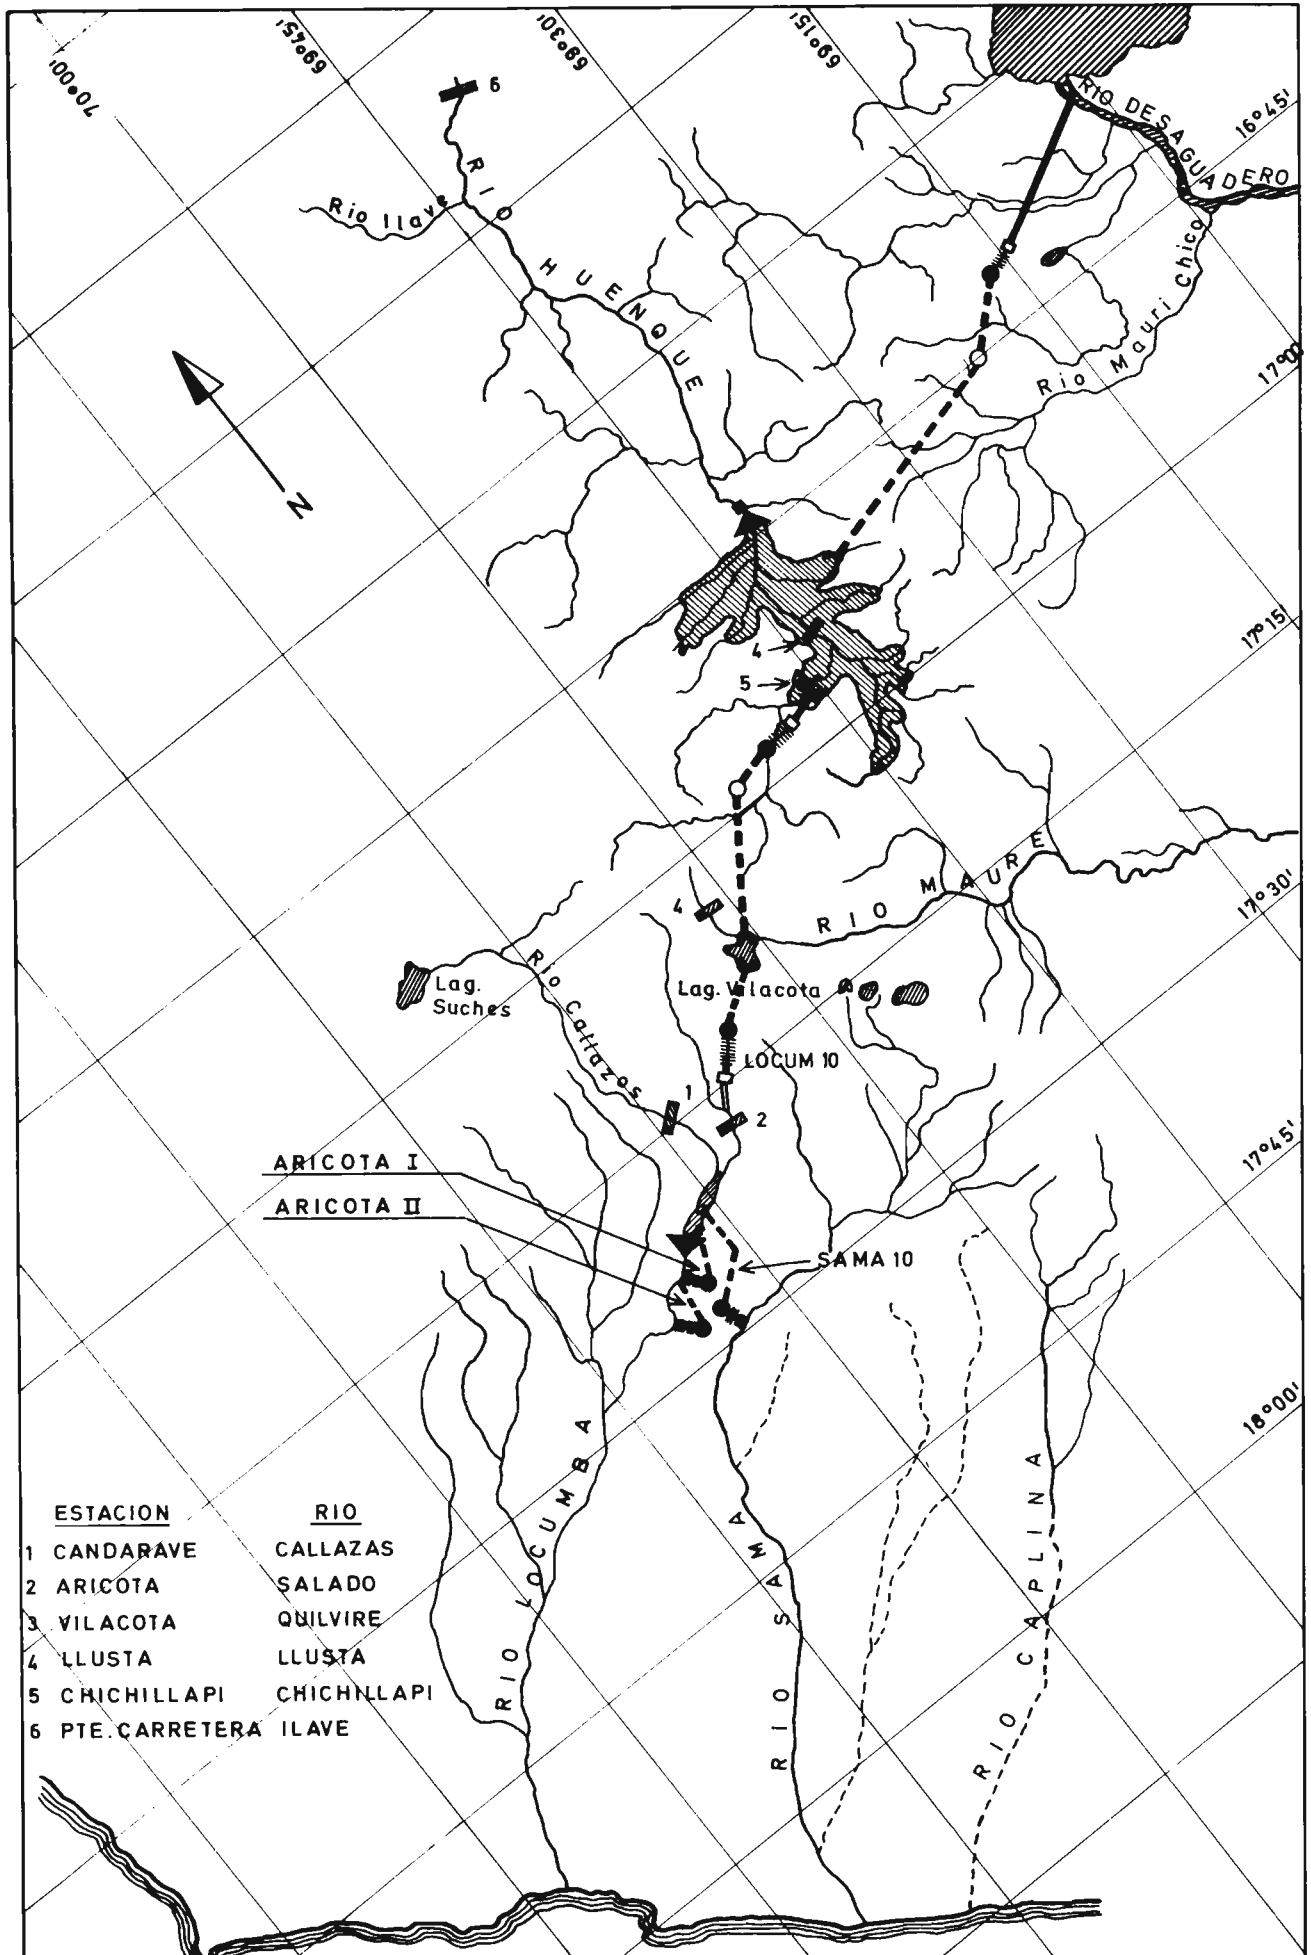 70°00'
69°45'
69°30'
69°15'
6
RIO DESAGUADERO
16°45'
RIO HUENQUE
Rio Ilave
Rio Mauri Chico
17°00
N
17°15'
4
5
RIO MAURE
17°30'
4
Rio Callazos
Lag.
Suches
Lag. Vilacota
LOCUM 10
1
2
17°45'
ARICOTA I
ARICOTA II
SAMA 10
18°00'
RIO LOCUMBA
RIO SAMA
RIO CAPLINA
ESTACION RIO
1 CANDARAVE CALLAZAS
2 ARICOTA SALADO
3 VILACOTA QUILVIRE
4 LLUSTA LLUSTA
5 CHICHILLAPI CHICHILLAPI
6 PTE. CARRETERA ILAVE